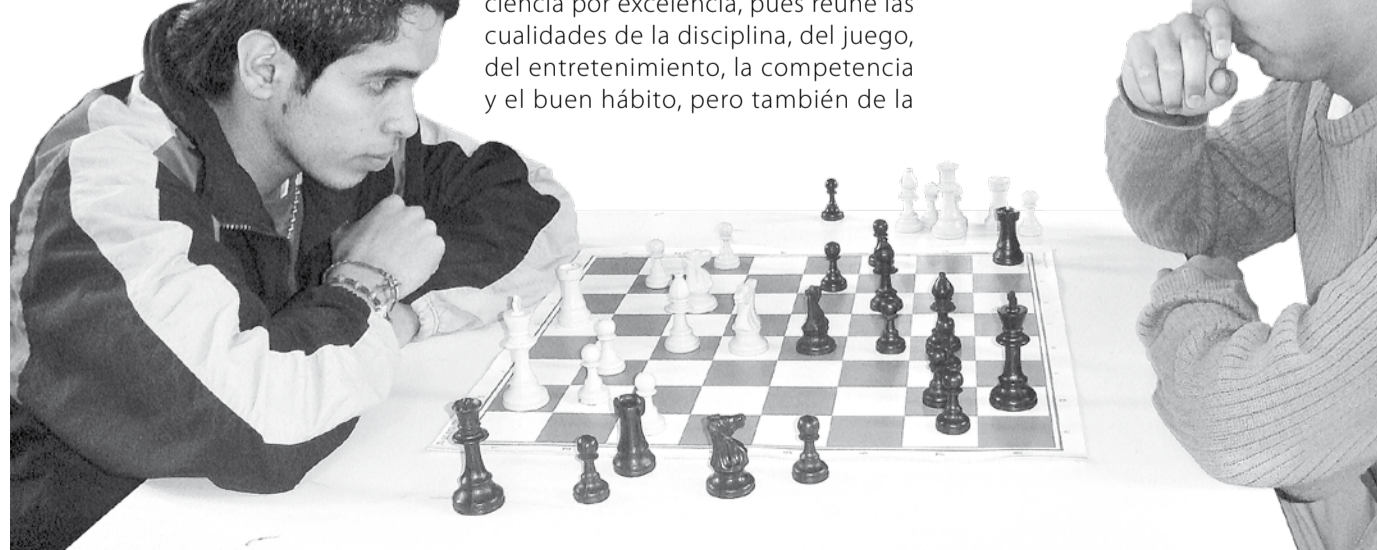 ciencia por excelencia, pues reúne las
cualidades de la disciplina, del juego,
del entretenimiento, la competencia
y el buen hábito, pero también de la